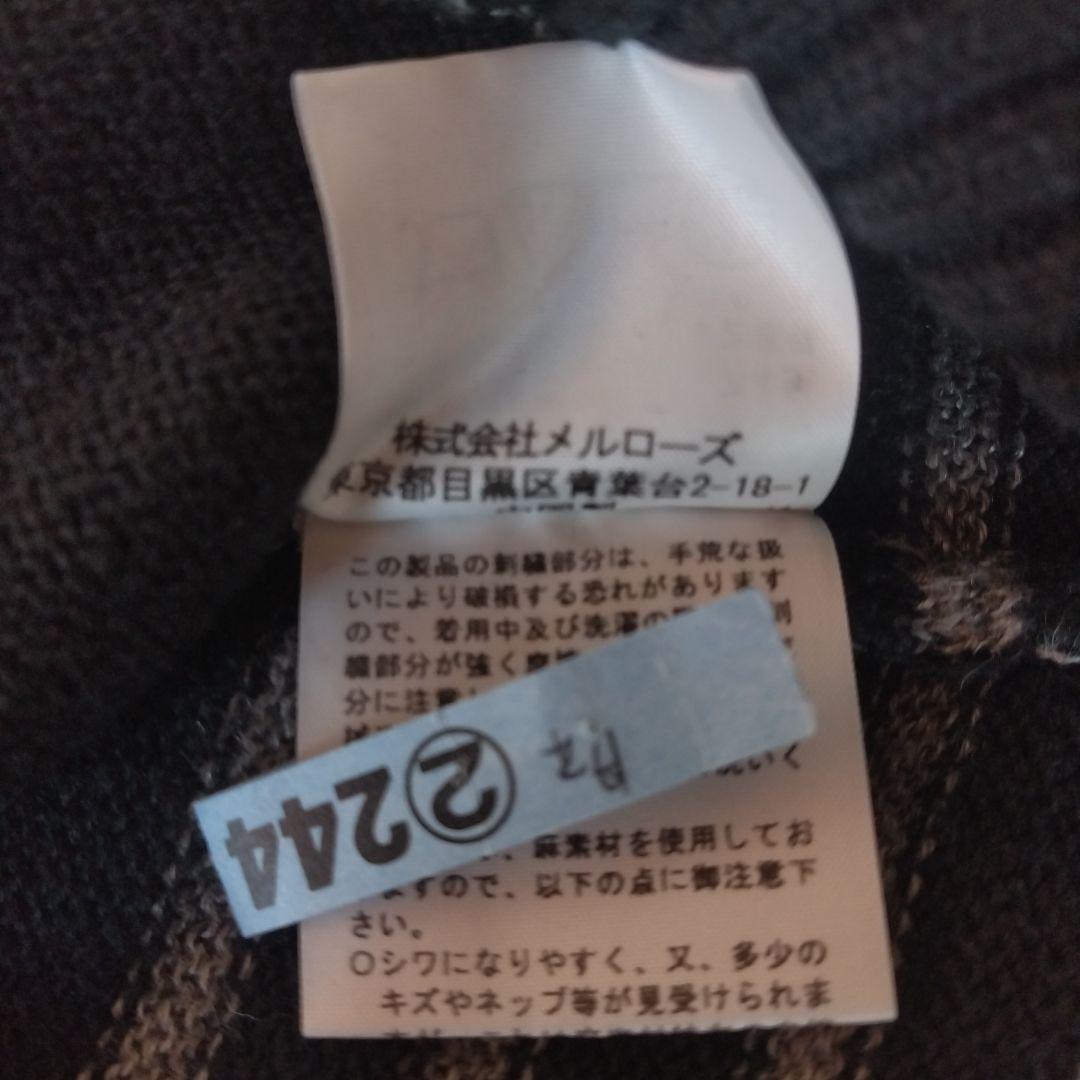 株式会社メルローズ
東京都目黒区青葉台2-18-1
この製品の刺繍部分は、手荒な扱
いにより破損する恐れがあります
ので、着用中及び洗濯の
繍部分が強く
分に注意
②244
、麻素材を使用してお
ますので、以下の点に御注意下
さい。
○シワになりやすく、又、多少の
キズやネップ等が見受けられま